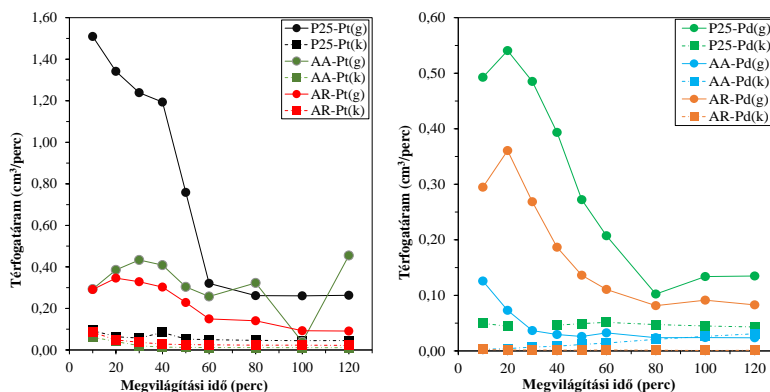 1,60
1,40
1,20
1,00
0,80
0,60
0,40
0,20
0,00
Térfogatáram (cm³/perc)
0 20 40 60 80 100 120
Megvilágítási idő (perc)
P25-Pt(g)
P25-Pt(k)
AA-Pt(g)
AA-Pt(k)
AR-Pt(g)
AR-Pt(k)
0,60
0,50
0,40
0,30
0,20
0,10
0,00
Térfogatáram (cm³/perc)
0 20 40 60 80 100 120
Megvilágítási idő (perc)
P25-Pd(g)
P25-Pd(k)
AA-Pd(g)
AA-Pd(k)
AR-Pd(g)
AR-Pd(k)